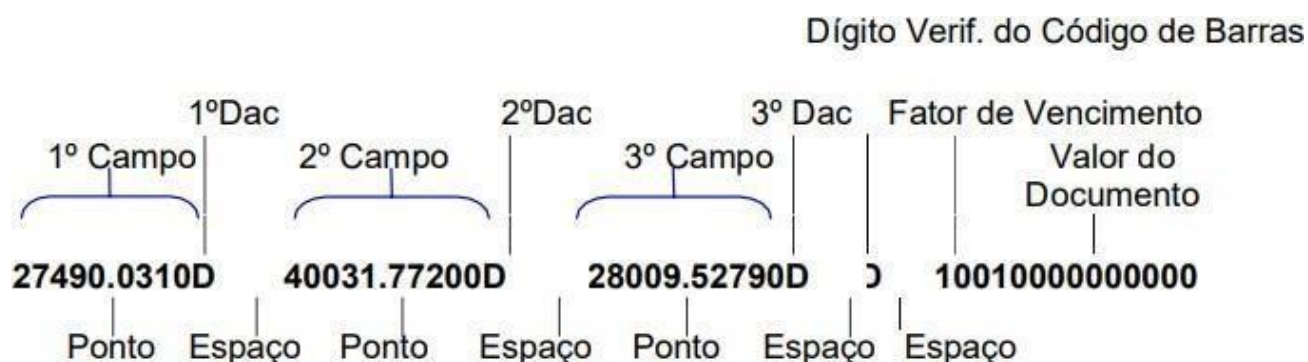 Dígito Verif. do Código de Barras
1ºDac 2ºDac 3º Dac Fator de Vencimento
1º Campo 2º Campo 3º Campo Valor do
Documento
27490.0310D 40031.77200D 28009.52790D D 10010000000000
Ponto Espaço Ponto Espaço Ponto Espaço Espaço